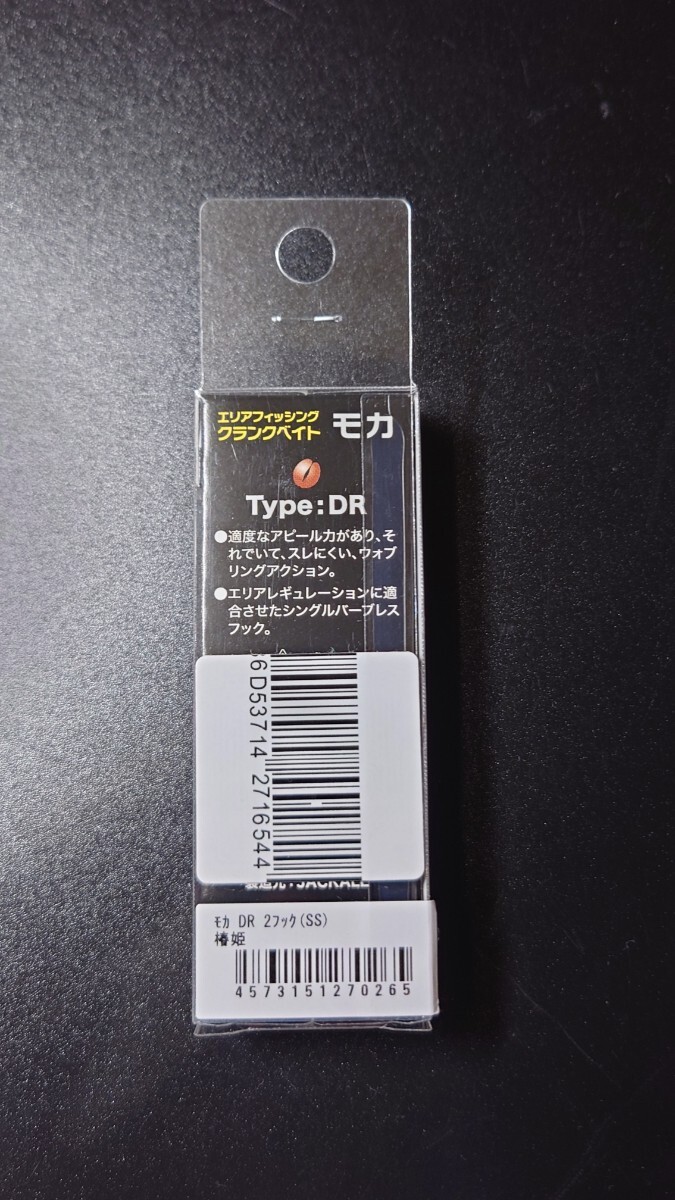 エリアフィッシング
クランクベイト モカ
Type:DR
●適度なアピール力があり、そ
れでいて、スレにくい、ウォブ
リングアクション。
●エリアレギュレーションに適
合させたシングルバーブレス
フック。
36D53714 2716544
製造元:JACKALL
ﾓｶ DR 2ﾌｯｸ(SS)
椿姫
4573151270265